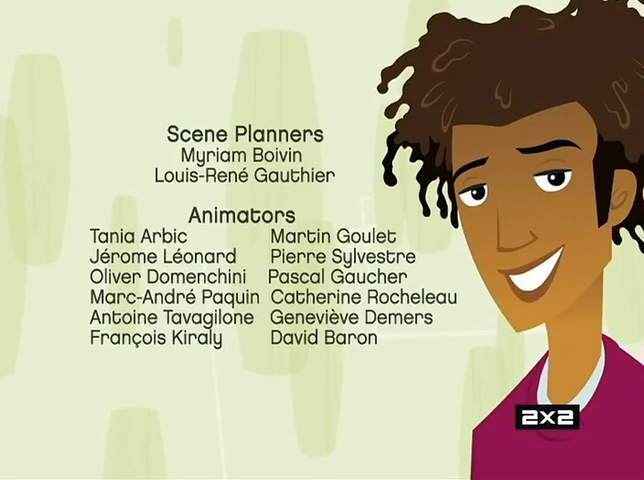 Scene Planners
Myriam Boivin
Louis-René Gauthier
Animators
Tania Arbic Martin Goulet
Jérome Léonard Pierre Sylvestre
Oliver Domenchini Pascal Gaucher
Marc-André Paquin Catherine Rocheleau
Antoine Tavagilone Geneviève Demers
François Kiraly David Baron
2x2